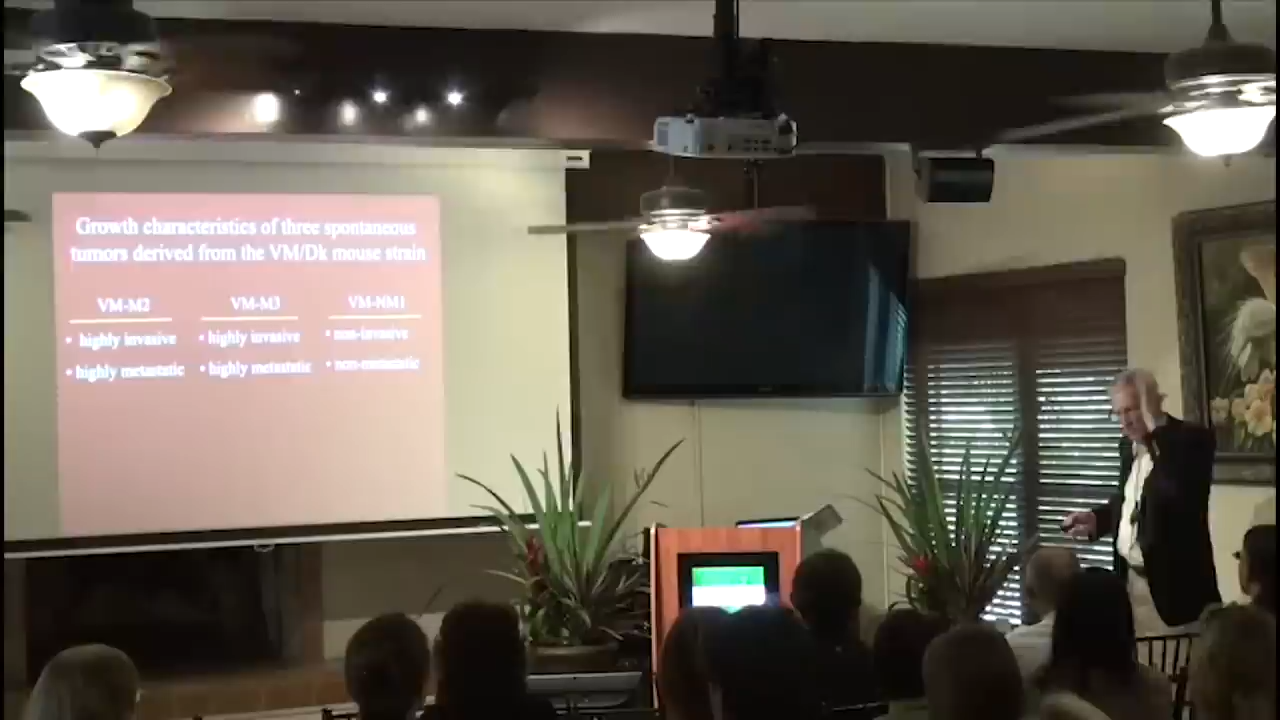 Growth characteristics of three spontaneous
tumors derived from the VM/Dk mouse strain
VM-M2 VM-M3 VM-NM1
• highly invasive • highly invasive • non-invasive
• highly metastatic • highly metastatic • non-metastatic